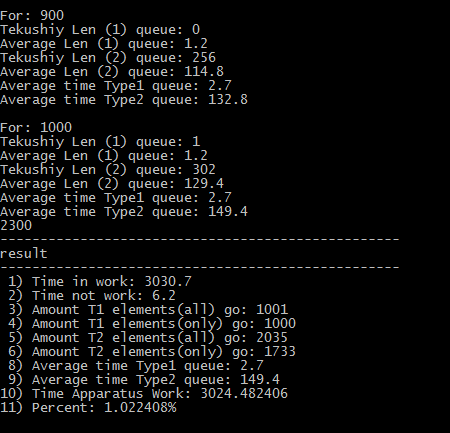 For: 900
Tekushiy Len (1) queue: 0
Average Len (1) queue: 1.2
Tekushiy Len (2) queue: 256
Average Len (2) queue: 114.8
Average time Type1 queue: 2.7
Average time Type2 queue: 132.8
For: 1000
Tekushiy Len (1) queue: 1
Average Len (1) queue: 1.2
Tekushiy Len (2) queue: 302
Average Len (2) queue: 129.4
Average time Type1 queue: 2.7
Average time Type2 queue: 149.4
2300
--------------------------------------------------
result
--------------------------------------------------
1) Time in work: 3030.7
2) Time not work: 6.2
3) Amount T1 elements(all) go: 1001
4) Amount T1 elements(only) go: 1000
5) Amount T2 elements(all) go: 2035
6) Amount T2 elements(only) go: 1733
8) Average time Type1 queue: 2.7
9) Average time Type2 queue: 149.4
10) Time Apparatus Work: 3024.482406
11) Percent: 1.022408%